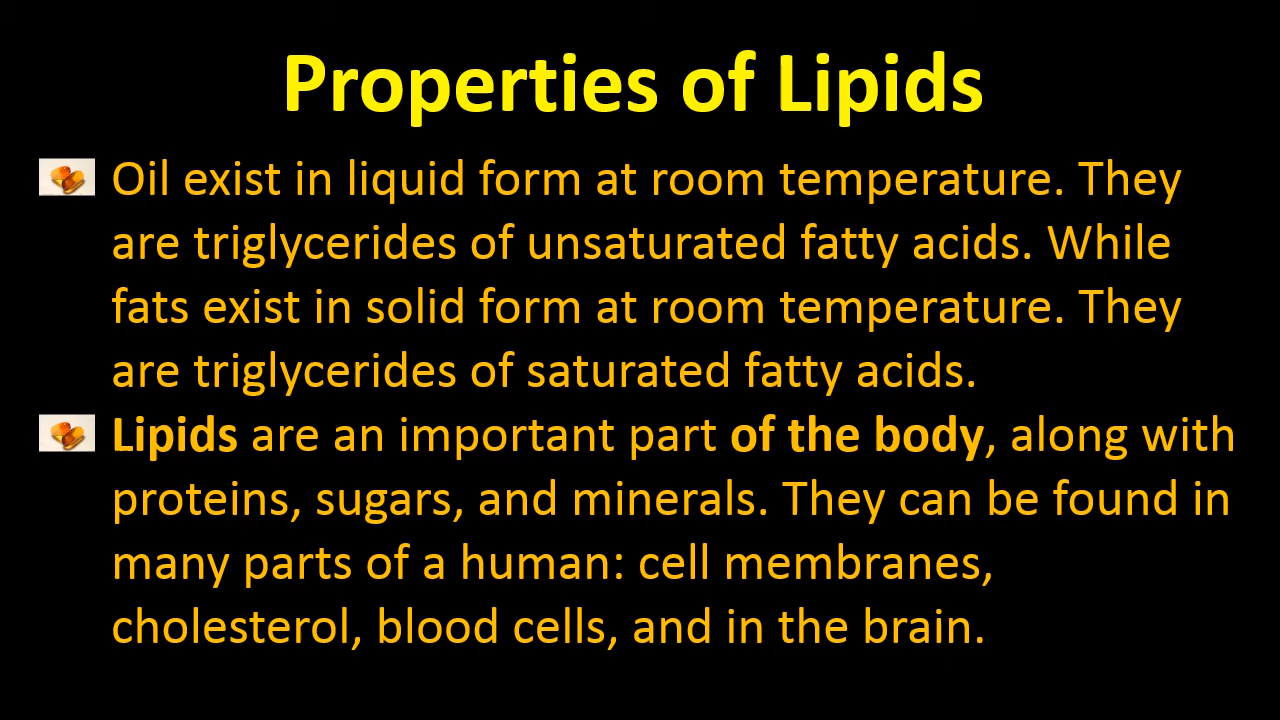 Properties of Lipids
Oil exist in liquid form at room temperature. They
are triglycerides of unsaturated fatty acids. While
fats exist in solid form at room temperature. They
are triglycerides of saturated fatty acids.
Lipids are an important part of the body, along with
proteins, sugars, and minerals. They can be found in
many parts of a human: cell membranes,
cholesterol, blood cells, and in the brain.